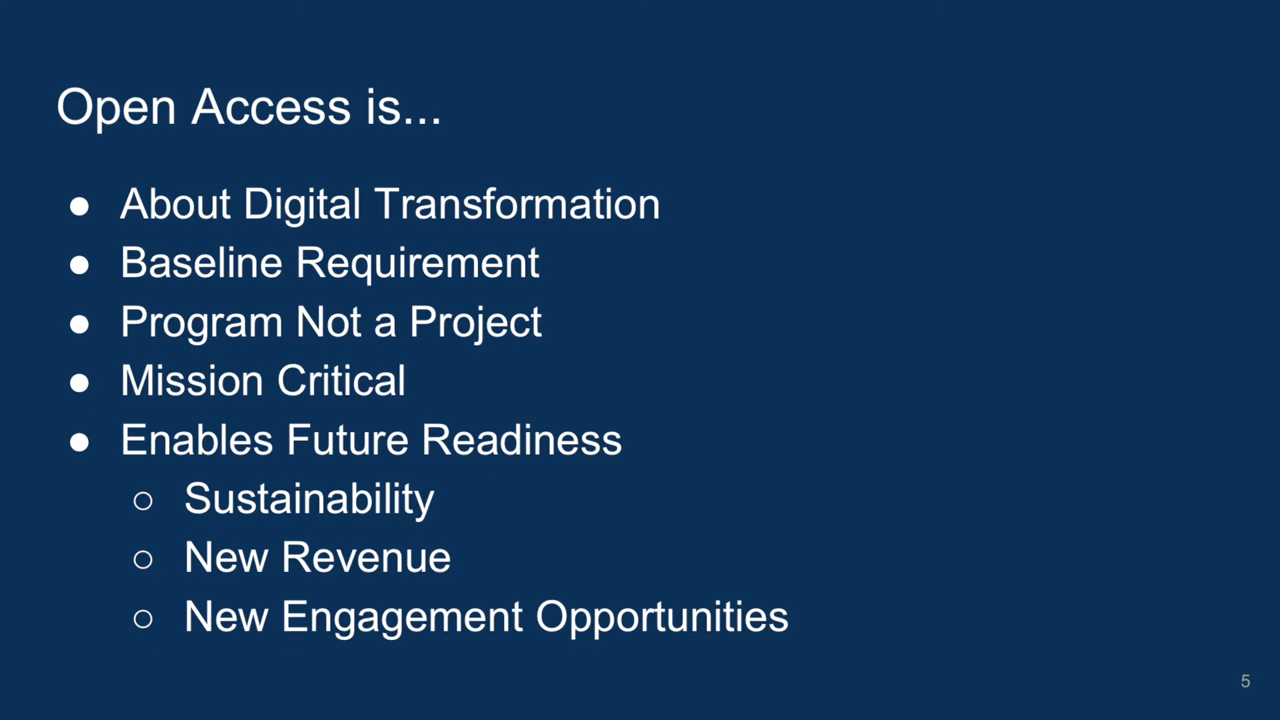 Open Access is...
● About Digital Transformation
● Baseline Requirement
● Program Not a Project
● Mission Critical
● Enables Future Readiness
○ Sustainability
○ New Revenue
○ New Engagement Opportunities
5